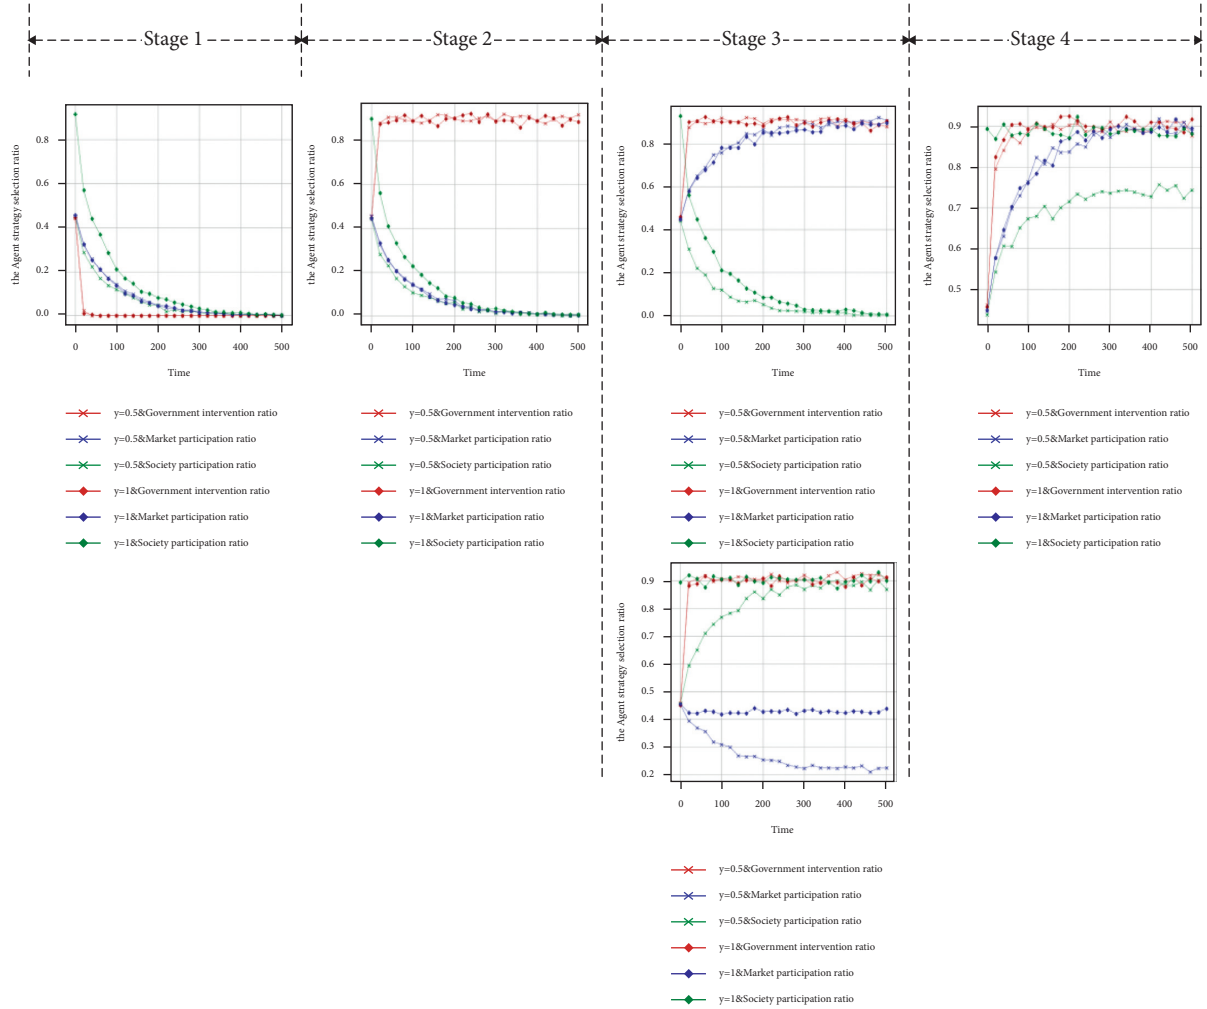 Stage 1
Stage 2
Stage 3
Stage 4
the Agent strategy selection ratio
0.8
0.6
0.4
0.2
0.0
0 100 200 300 400 500
Time
y=0.5&Government intervention ratio
y=0.5&Market participation ratio
y=0.5&Society participation ratio
y=1&Government intervention ratio
y=1&Market participation ratio
y=1&Society participation ratio
the Agent strategy selection ratio
0.8
0.6
0.4
0.2
0.0
0 100 200 300 400 500
Time
y=0.5&Government intervention ratio
y=0.5&Market participation ratio
y=0.5&Society participation ratio
y=1&Government intervention ratio
y=1&Market participation ratio
y=1&Society participation ratio
the Agent strategy selection ratio
0.8
0.6
0.4
0.2
0.0
0 100 200 300 400 500
Time
y=0.5&Government intervention ratio
y=0.5&Market participation ratio
y=0.5&Society participation ratio
y=1&Government intervention ratio
y=1&Market participation ratio
y=1&Society participation ratio
the Agent strategy selection ratio
0.9
0.8
0.7
0.6
0.5
0.4
0.3
0.2
0 100 200 300 400 500
Time
y=0.5&Government intervention ratio
y=0.5&Market participation ratio
y=0.5&Society participation ratio
y=1&Government intervention ratio
y=1&Market participation ratio
y=1&Society participation ratio
the Agent strategy selection ratio
0.9
0.8
0.7
0.6
0.5
0 100 200 300 400 500
Time
y=0.5&Government intervention ratio
y=0.5&Market participation ratio
y=0.5&Society participation ratio
y=1&Government intervention ratio
y=1&Market participation ratio
y=1&Society participation ratio